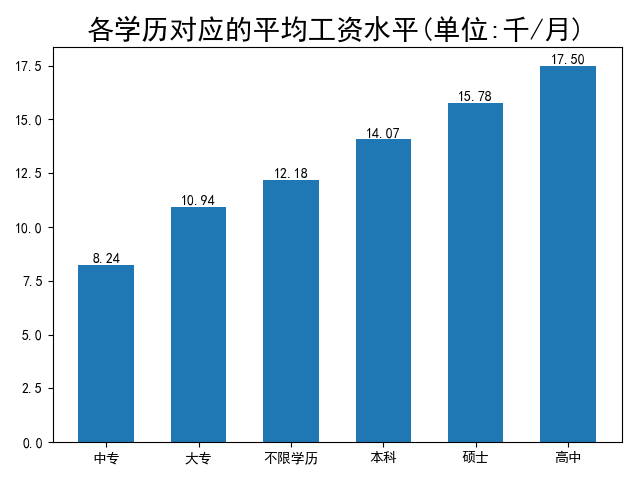 各学历对应的平均工资水平(单位:千/月)
17.5
15.0
12.5
10.0
7.5
5.0
2.5
0.0
8.24
10.94
12.18
14.07
15.78
17.50
中专
大专
不限学历
本科
硕士
高中